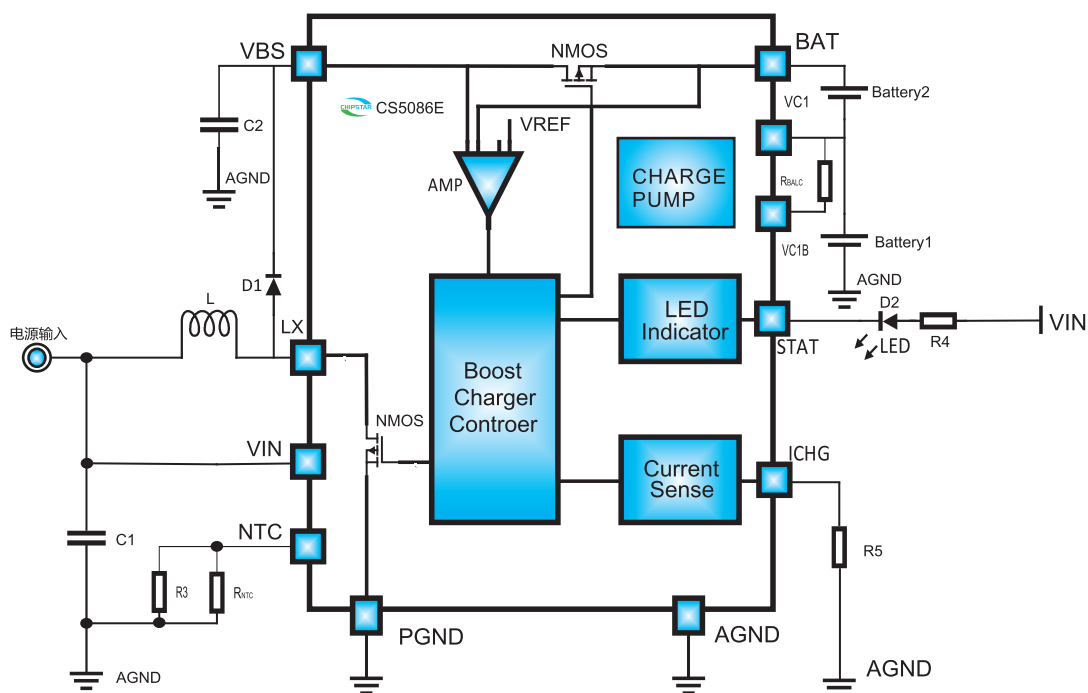 VBS
NMOS
BAT
VC1
Battery2
CHIPSTAR
CS5086E
C2
VREF
AGND
AMP
CHARGE
PUMP
RBALC
VC1B
Battery1
AGND
D1
L
LX
电源输入
LED
Indicator
STAT
D2
LED
R4
VIN
Boost
Charger
Controer
NMOS
VIN
Current
Sense
ICHG
NTC
C1
R3
RNTC
R5
PGND
AGND
AGND
AGND